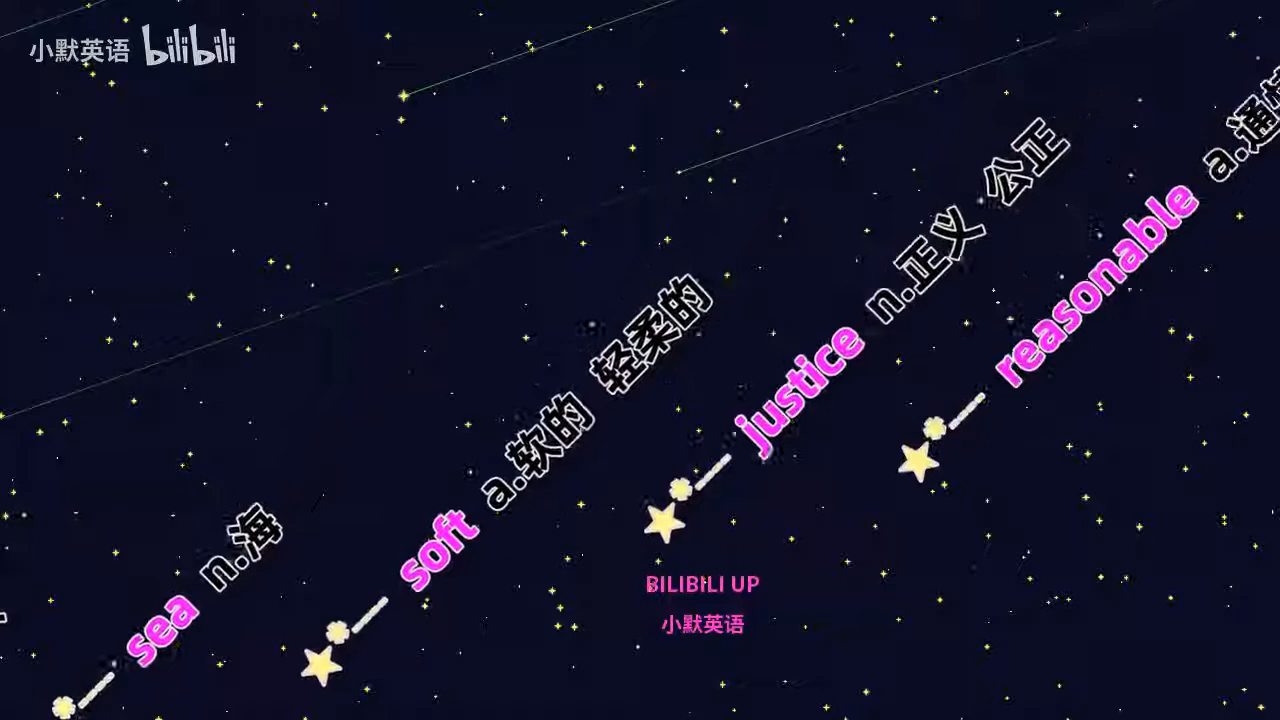 小默英语 bilibili
sea n.海
soft a.软的 轻柔的
justice n.正义 公正
reasonable a.通
BILIBILI UP
小默英语